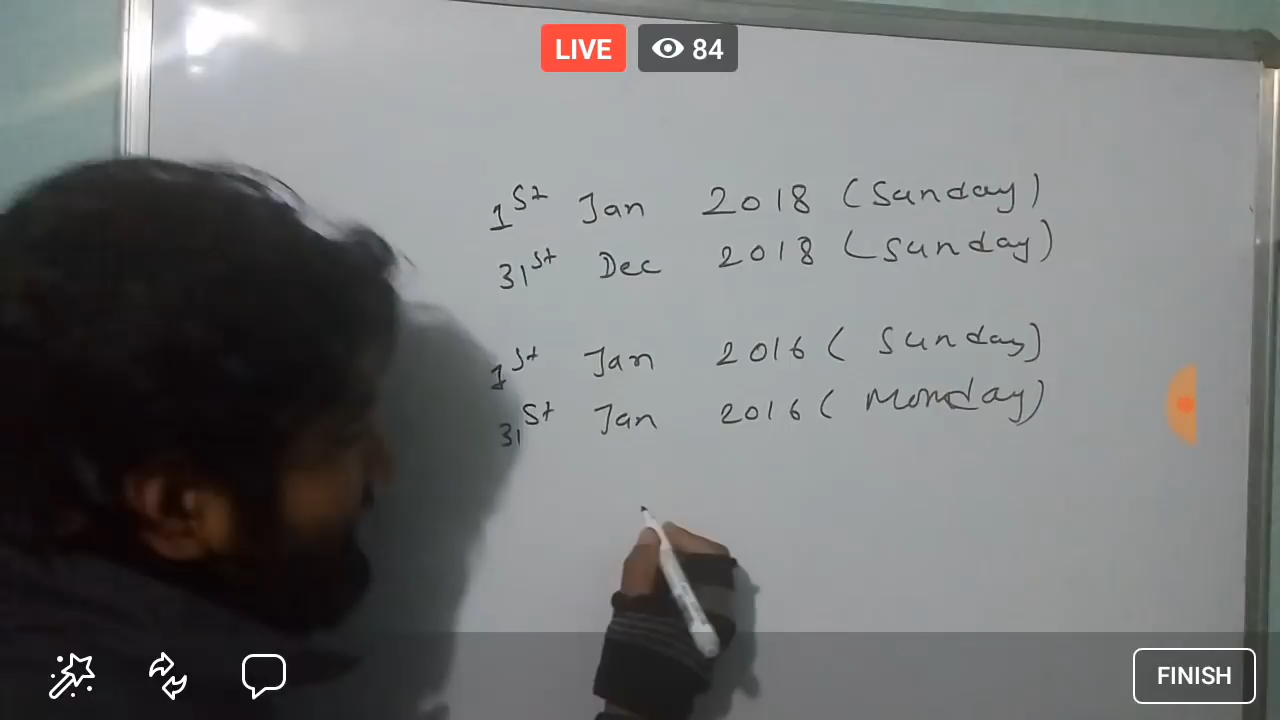 LIVE 84
1st Jan 2018 (Sunday)
31st Dec 2018 (Sunday)
1st Jan 2016 (Sunday)
31st Jan 2016 (Monday)
FINISH